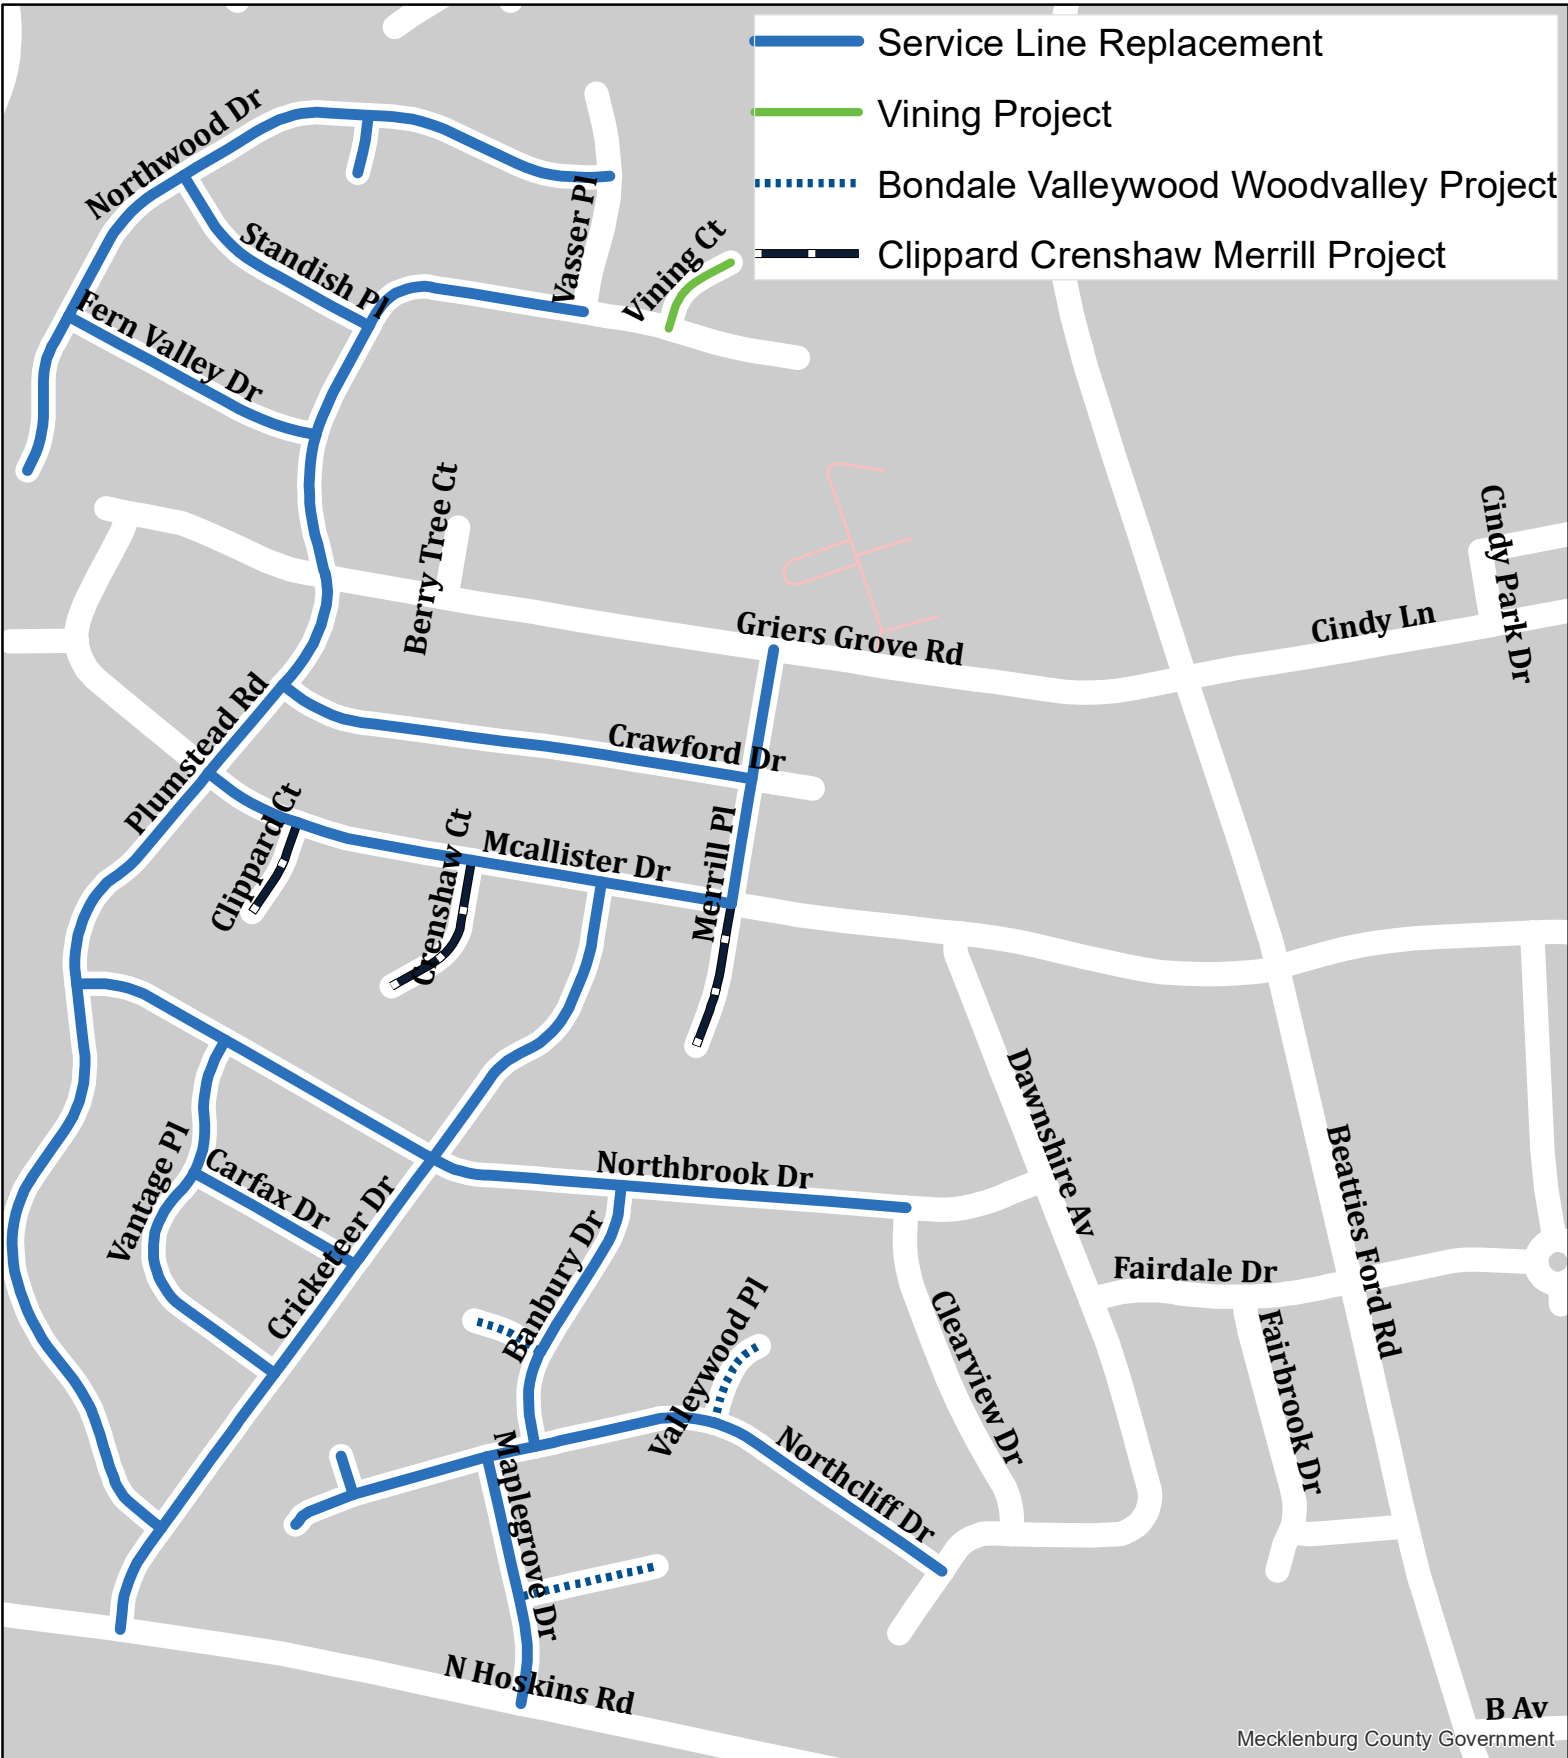 Service Line Replacement
Vining Project
Bondale Valleywood Woodvalley Project
Clippard Crenshaw Merrill Project
Northwood Dr
Standish Pl
Vasser Pl
Vining Ct
Fern Valley Dr
Berry Tree Ct
Cindy Park Dr
Griers Grove Rd
Cindy Ln
Plumstead Rd
Crawford Dr
Clippard Ct
Crenshaw Ct
Mcallister Dr
Merrill Pl
Dawnshire Av
Vantage Pl
Carfax Dr
Northbrook Dr
Beatties Ford Rd
Cricketeer Dr
Banbury Dr
Fairdale Dr
Valleywood Pl
Clearview Dr
Fairbrook Dr
Northcliff Dr
Maplegrove Dr
N Hoskins Rd
B Av
Mecklenburg County Government